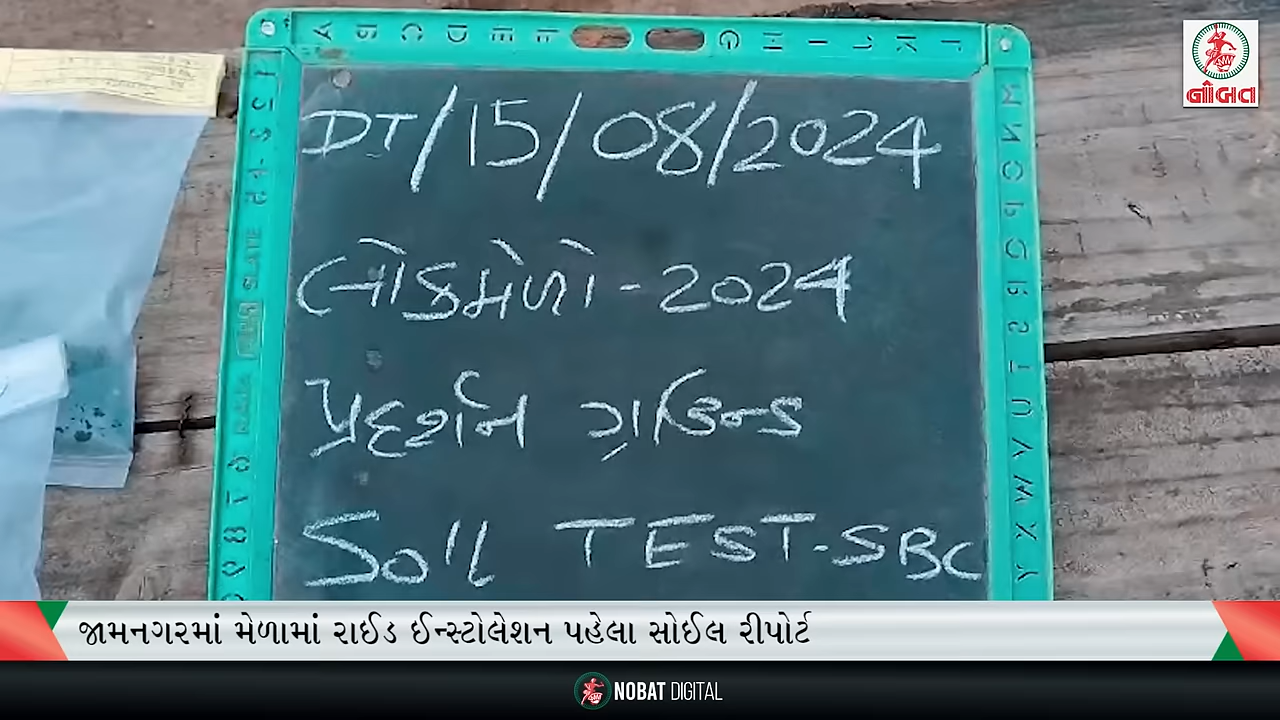 A B C D E F G H I J K L
DT/15/08/2024
લોકમેળો-2024
પ્રદર્શન ગ્રાઉન્ડ
Soil TEST-SBC
SLATE
M N O P Q R S T U V W X Y
નોબત
જામનગરમાં મેળામાં રાઈડ ઈન્સ્ટોલેશન પહેલા સોઈલ રીપોર્ટ
NOBAT DIGITAL